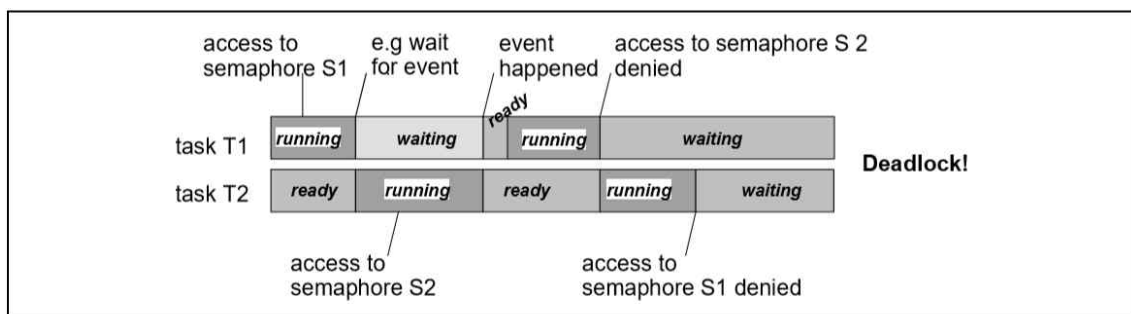 access to
semaphore S1
e.g wait
for event
event
happened
access to semaphore S 2
denied
ready
task T1
running
waiting
running
waiting
Deadlock!
task T2
ready
running
ready
running
waiting
access to
semaphore S2
access to
semaphore S1 denied